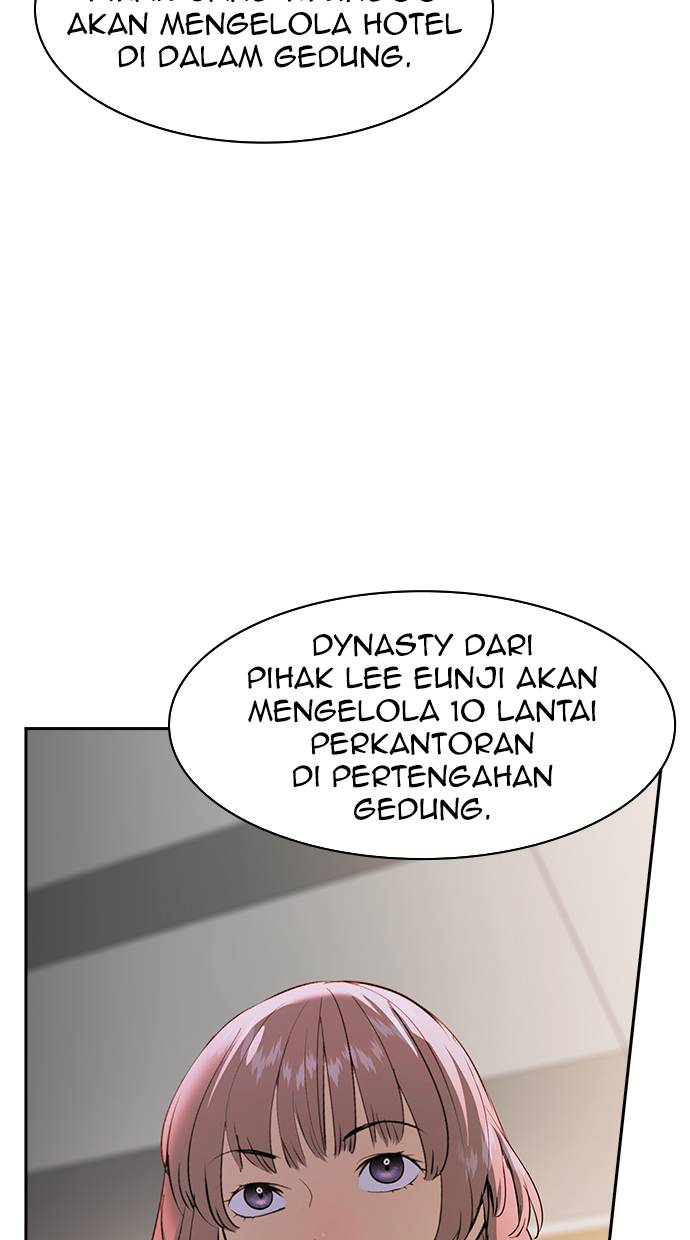 AKAN MENGELOLA HOTEL
DI DALAM GEDUNG.
DYNASTY DARI
PIHAK LEE EUNJI AKAN
MENGELOLA 10 LANTAI
PERKANTORAN
DI PERTENGAHAN
GEDUNG.